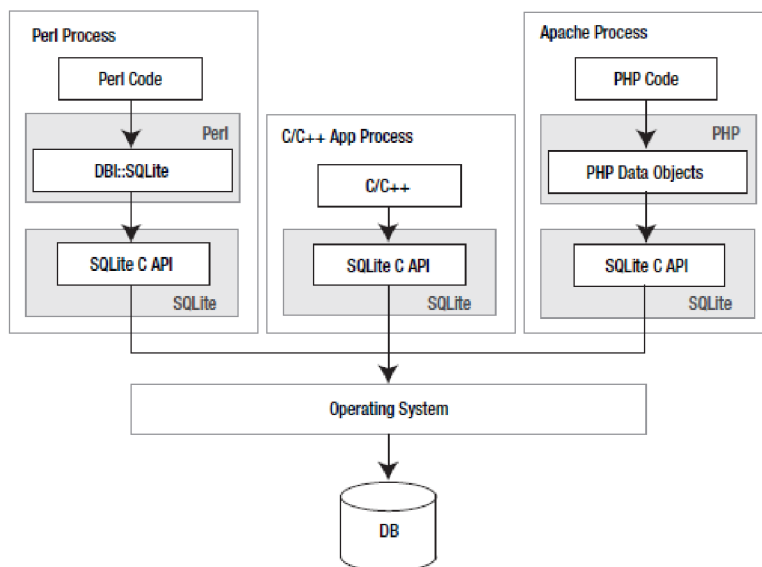 Perl Process
Perl Code
Perl
DBI::SQLite
SQLite C API
SQLite
C/C++ App Process
C/C++
SQLite C API
SQLite
Apache Process
PHP Code
PHP
PHP Data Objects
SQLite C API
SQLite
Operating System
DB